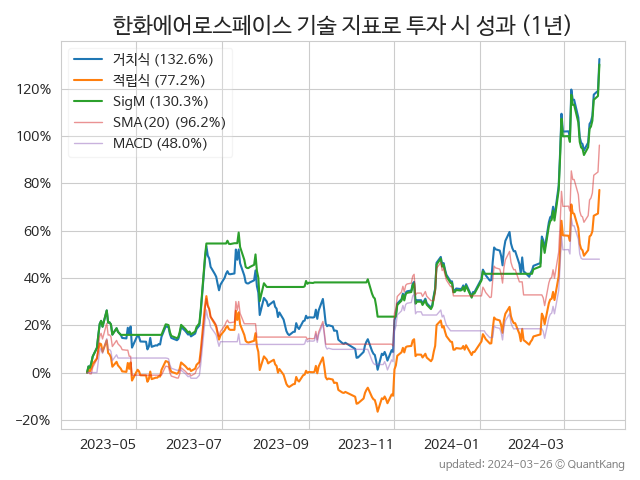 한화에어로스페이스 기술 지표로 투자 시 성과 (1년)
거치식 (132.6%)
적립식 (77.2%)
SigM (130.3%)
SMA(20) (96.2%)
MACD (48.0%)
120%
100%
80%
60%
40%
20%
0%
−20%
2023-05 2023-07 2023-09 2023-11 2024-01 2024-03
updated: 2024-03-26 © QuantKang